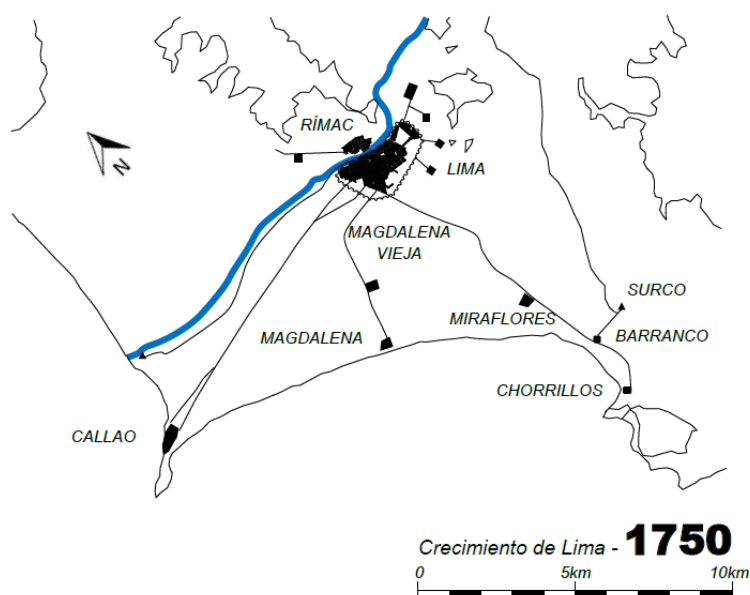 RÍMAC
N
LIMA
MAGDALENA
VIEJA
SURCO
MIRAFLORES
BARRANCO
MAGDALENA
CHORRILLOS
CALLAO
Crecimiento de Lima - 1750
0 5km 10km